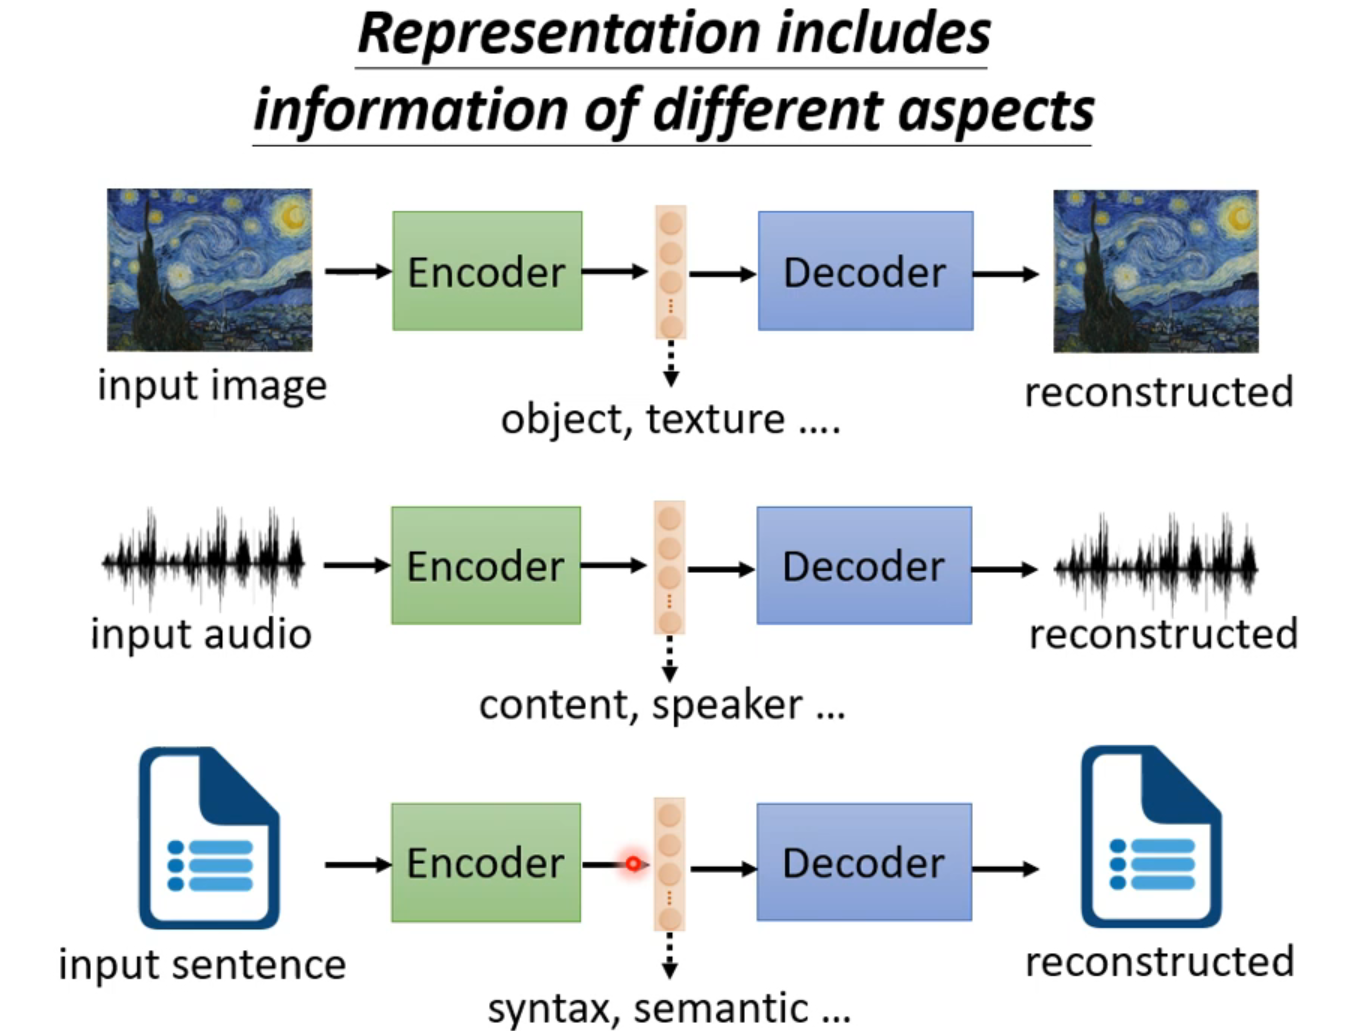 Representation includes
information of different aspects
Encoder
Decoder
input image
reconstructed
object, texture ....
Encoder
Decoder
input audio
reconstructed
content, speaker ...
Encoder
Decoder
input sentence
reconstructed
syntax, semantic ...